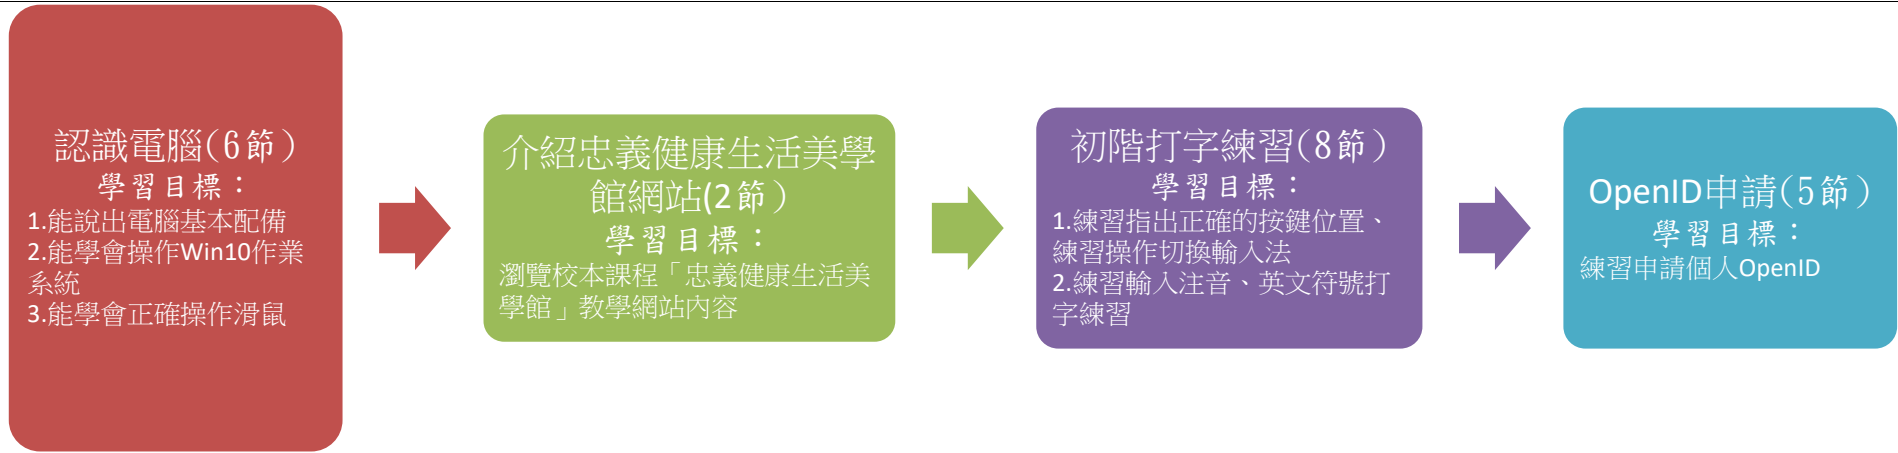 認識電腦(6節)
學習目標：
1.能說出電腦基本配備
2.能學會操作Win10作業
系統
3.能學會正確操作滑鼠
介紹忠義健康生活美學
館網站(2節)
學習目標：
瀏覽校本課程「忠義健康生活美
學館」教學網站內容
初階打字練習(8節)
學習目標：
1.練習指出正確的按鍵位置、
練習操作切換輸入法
2.練習輸入注音、英文符號打
字練習
OpenID申請(5節)
學習目標：
練習申請個人OpenID